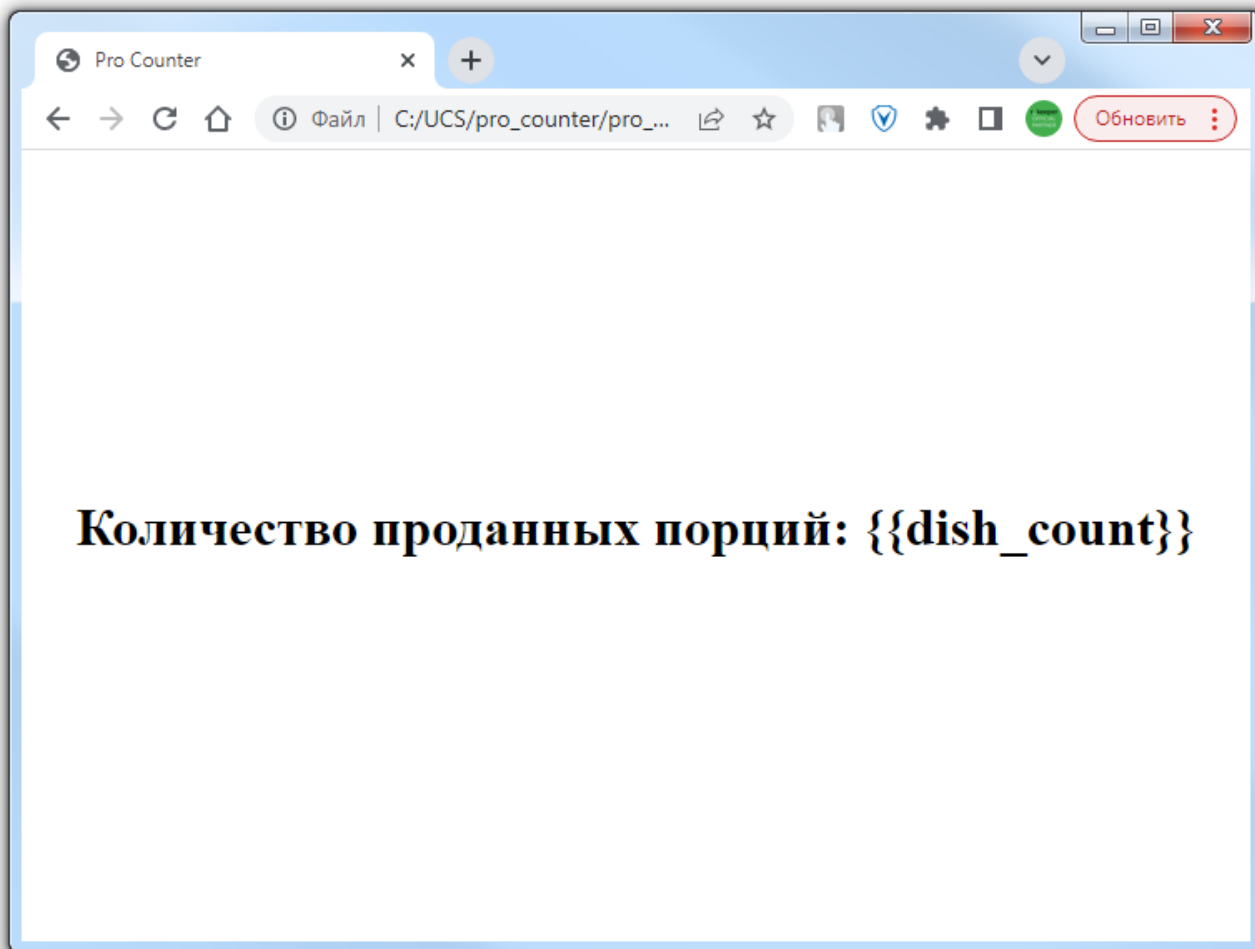 Pro Counter
Файл | C:/UCS/pro_counter/pro_...
Обновить
Количество проданных порций: {{dish_count}}